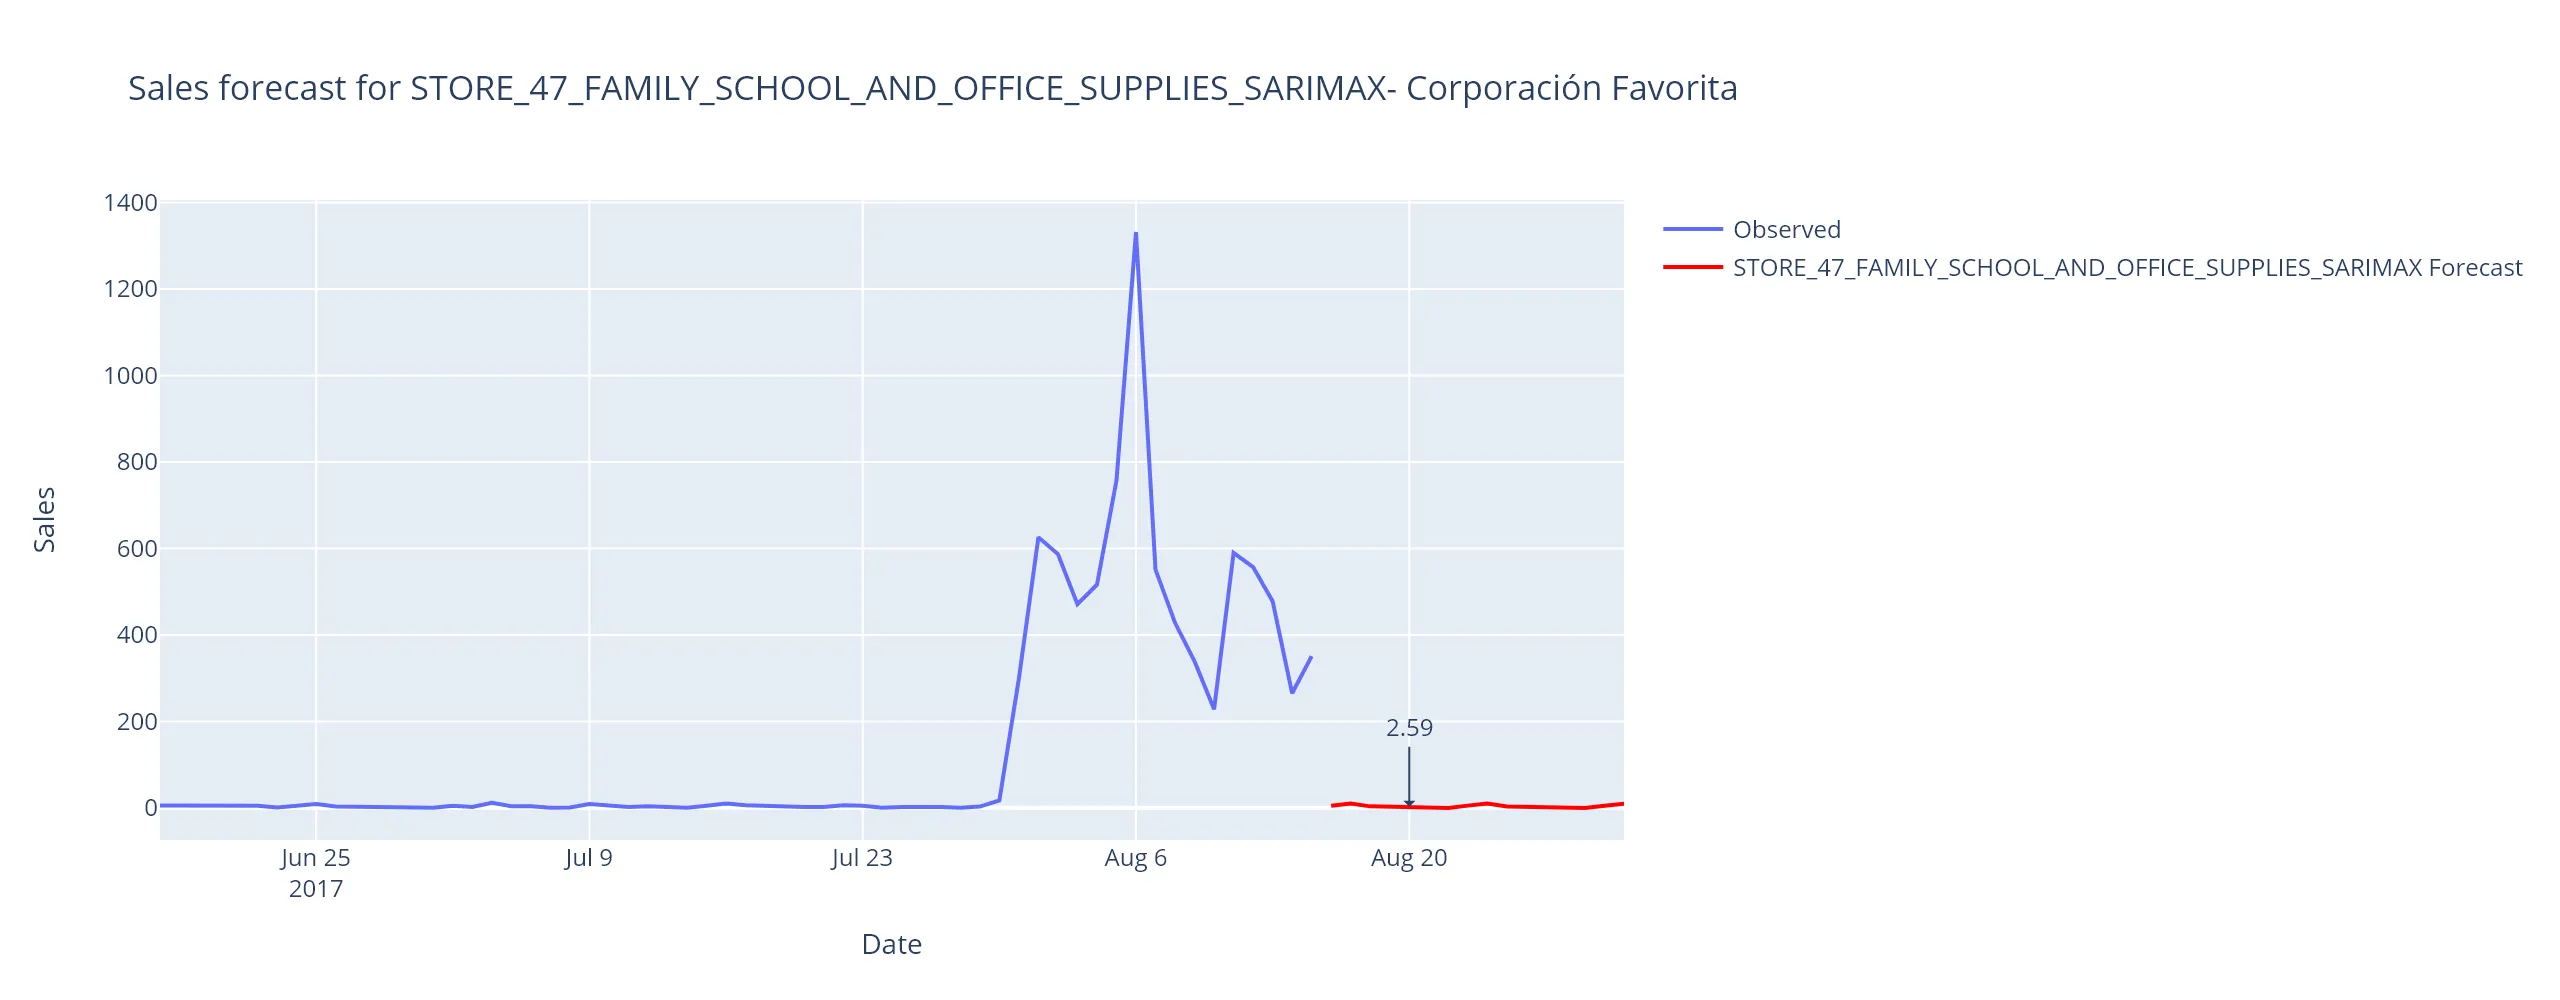 Sales forecast for STORE_47_FAMILY_SCHOOL_AND_OFFICE_SUPPLIES_SARIMAX- Corporación Favorita
1400
1200
1000
800
600
400
200
0
Sales
2.59
Jun 25
2017
Jul 9
Jul 23
Aug 6
Aug 20
Date
Observed
STORE_47_FAMILY_SCHOOL_AND_OFFICE_SUPPLIES_SARIMAX Forecast